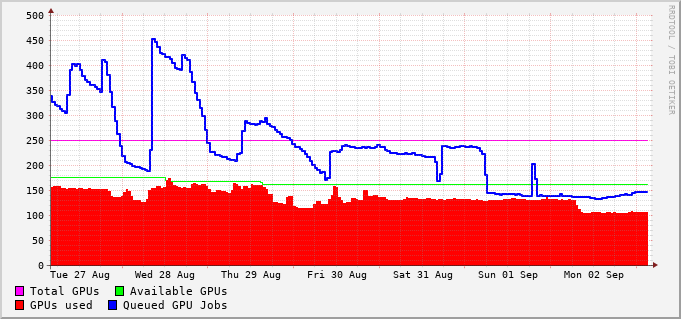 500
450
400
350
300
250
200
150
100
50
0
Tue 27 Aug Wed 28 Aug Thu 29 Aug Fri 30 Aug Sat 31 Aug Sun 01 Sep Mon 02 Sep
Total GPUs Available GPUs
GPUs used Queued GPU Jobs
RRDTOOL / TOBI OETIKER